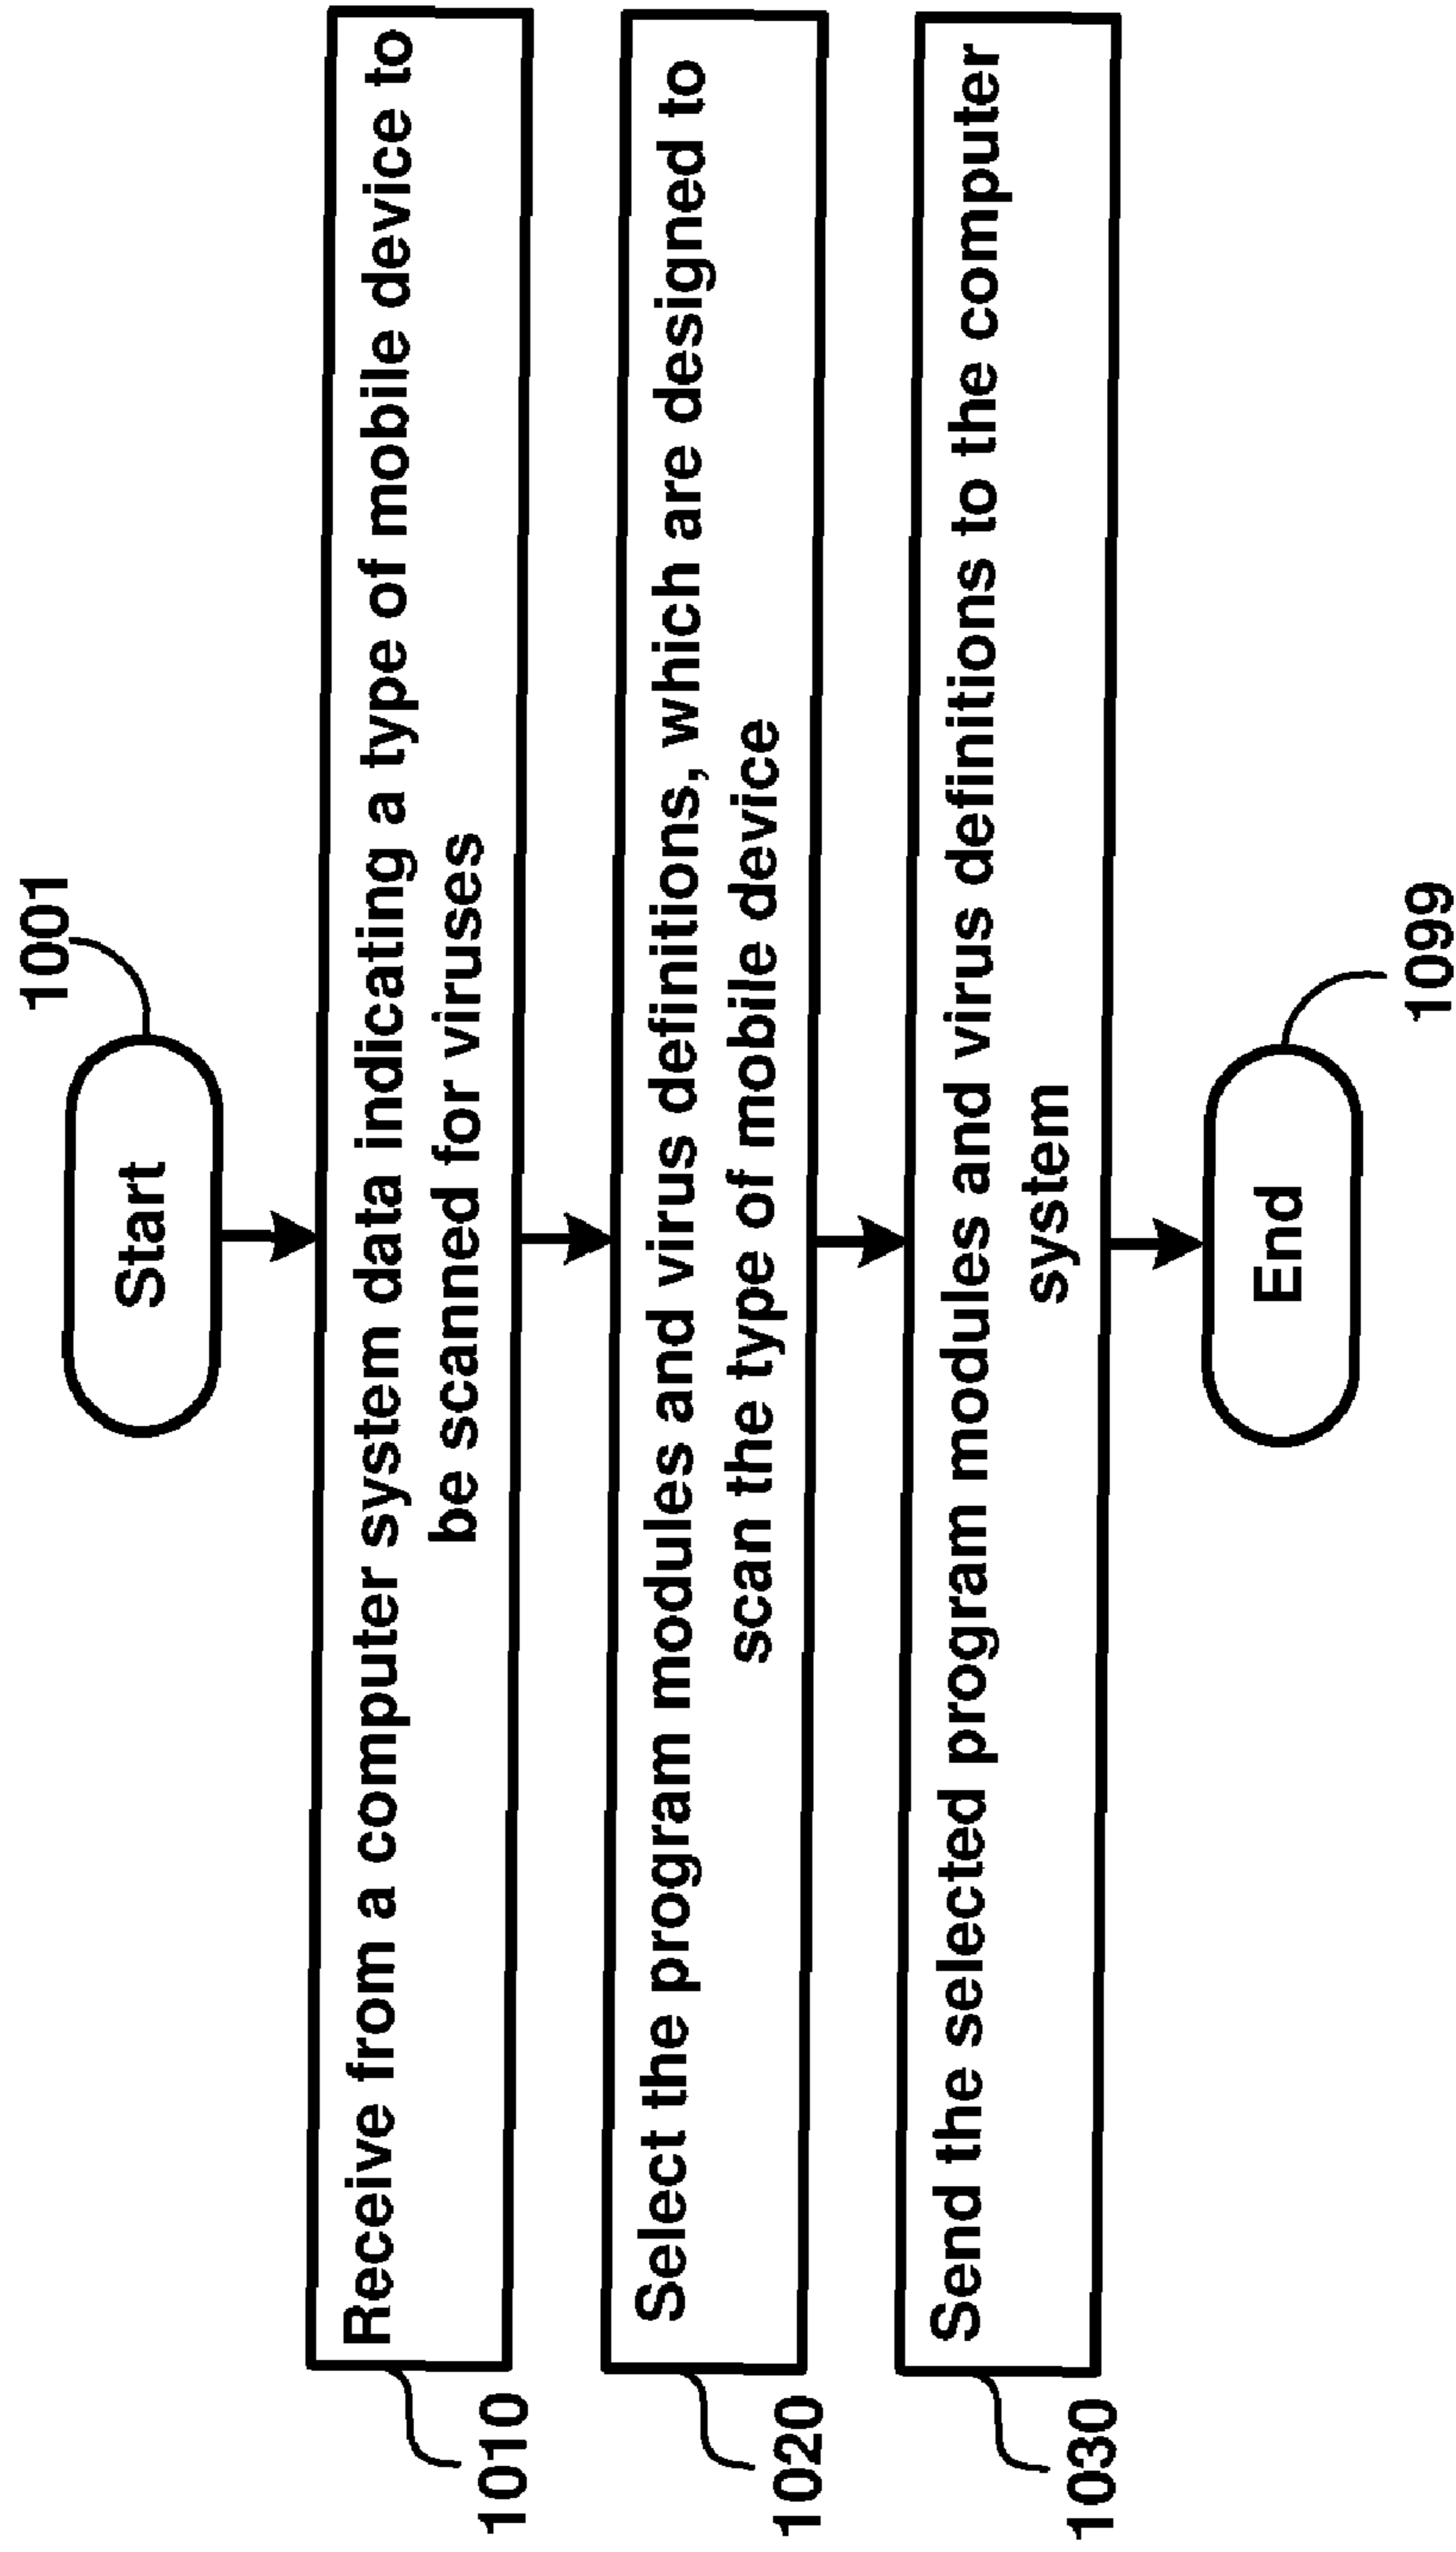 1001
Start
Receive from a computer system data indicating a type of mobile device to
be scanned for viruses
1010
Select the program modules and virus definitions, which are designed to
scan the type of mobile device
1020
Send the selected program modules and virus definitions to the computer
system
1030
End
1099